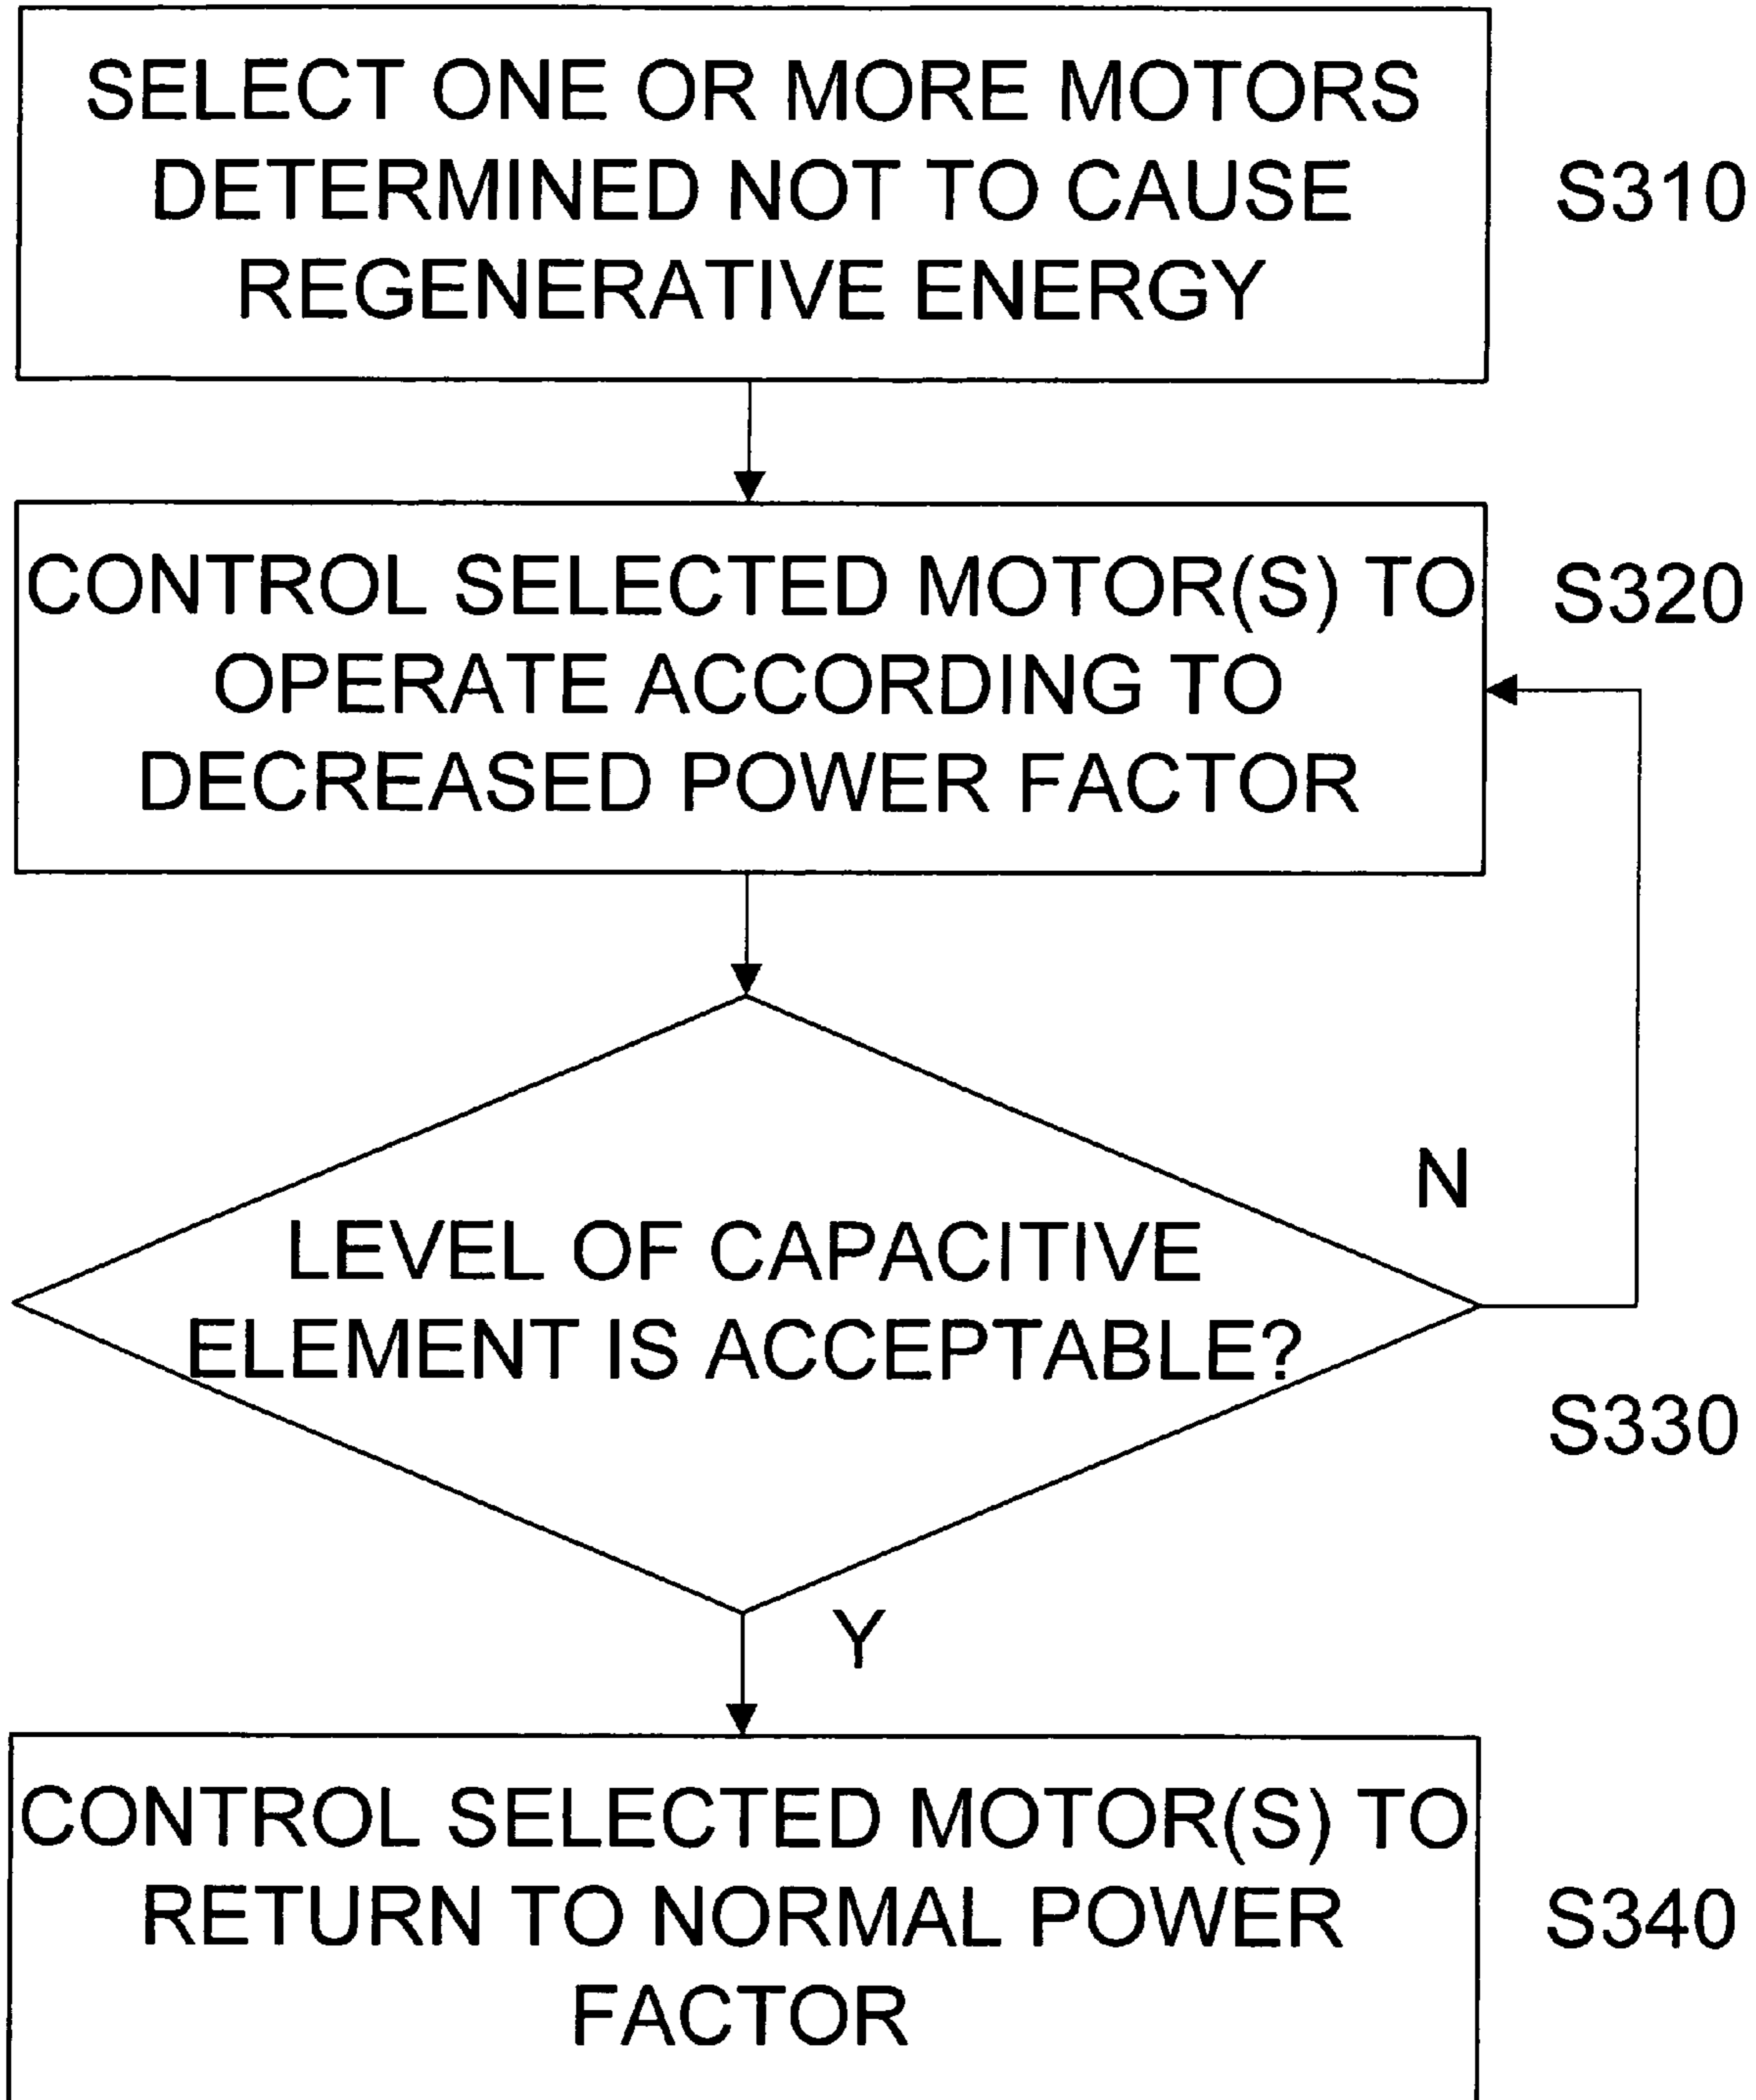 SELECT ONE OR MORE MOTORS
DETERMINED NOT TO CAUSE
REGENERATIVE ENERGY
S310
CONTROL SELECTED MOTOR(S) TO
OPERATE ACCORDING TO
DECREASED POWER FACTOR
S320
LEVEL OF CAPACITIVE
ELEMENT IS ACCEPTABLE?
N
S330
Y
CONTROL SELECTED MOTOR(S) TO
RETURN TO NORMAL POWER
FACTOR
S340